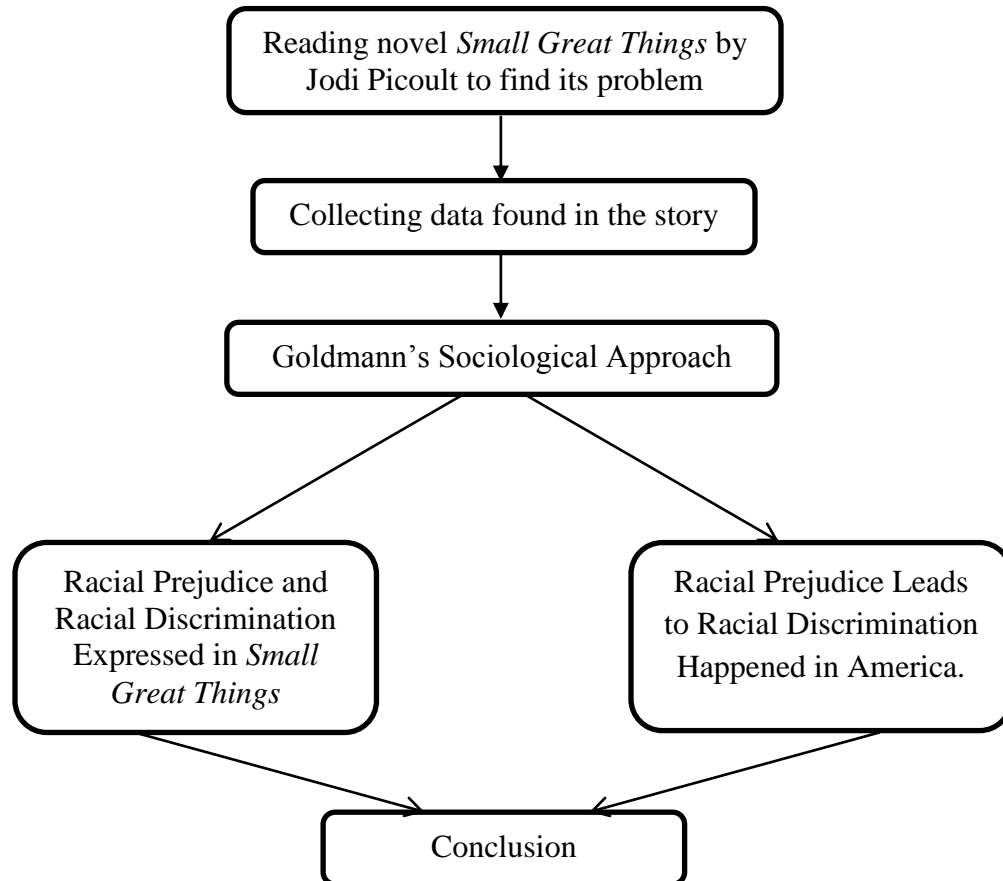 Reading novel Small Great Things by
Jodi Picoult to find its problem
Collecting data found in the story
Goldmann’s Sociological Approach
Racial Prejudice and
Racial Discrimination
Expressed in Small
Great Things
Racial Prejudice Leads
to Racial Discrimination
Happened in America.
Conclusion